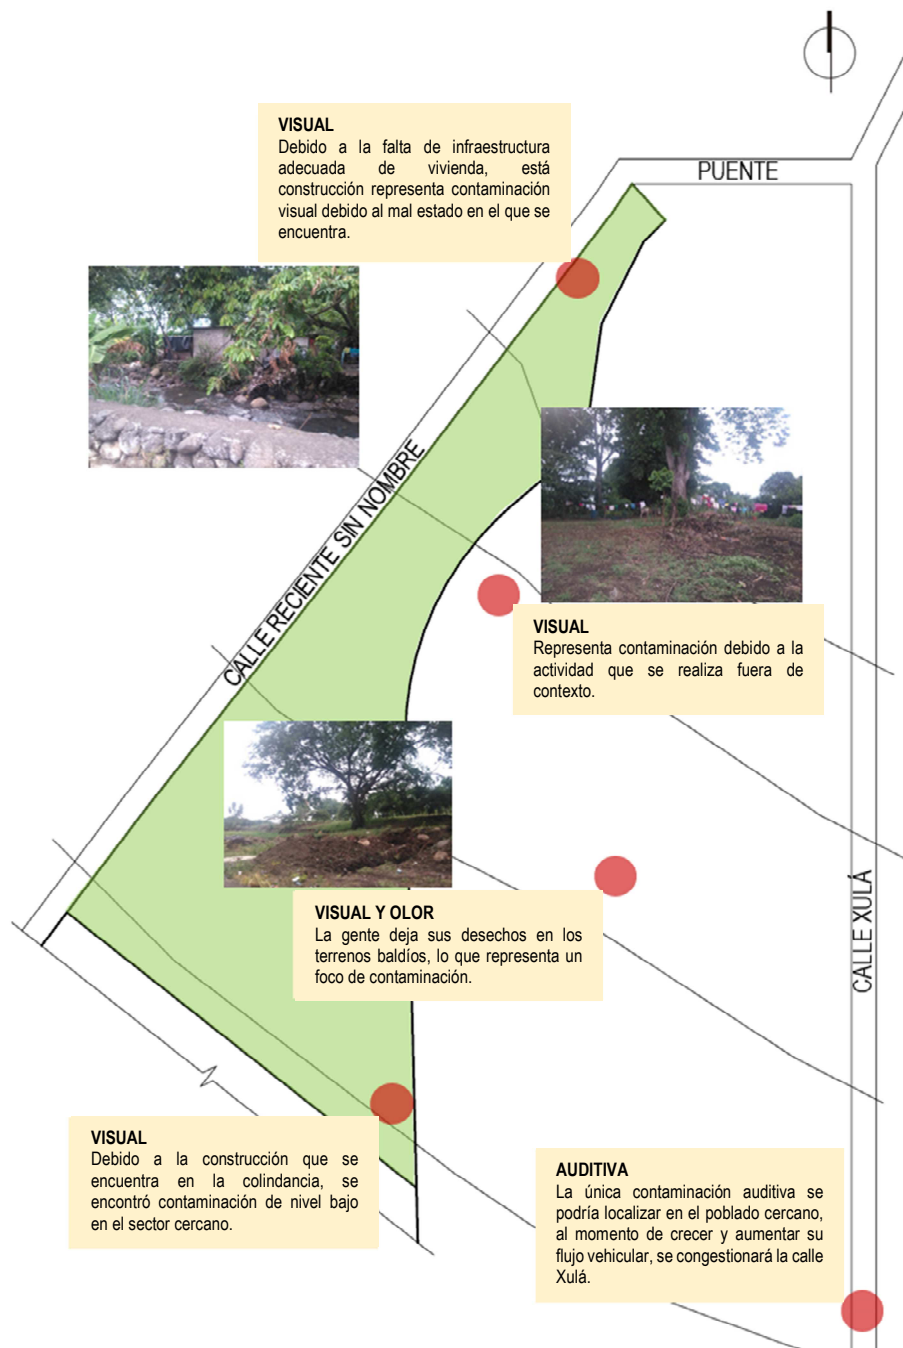 VISUAL
Debido a la falta de infraestructura
adecuada de vivienda, está
construcción representa contaminación
visual debido al mal estado en el que se
encuentra.
PUENTE
CALLE RECIENTE SIN NOMBRE
VISUAL
Representa contaminación debido a la
actividad que se realiza fuera de
contexto.
VISUAL Y OLOR
La gente deja sus desechos en los
terrenos baldíos, lo que representa un
foco de contaminación.
CALLE XULÁ
VISUAL
Debido a la construcción que se
encuentra en la colindancia, se
encontró contaminación de nivel bajo
en el sector cercano.
AUDITIVA
La única contaminación auditiva se
podría localizar en el poblado cercano,
al momento de crecer y aumentar su
flujo vehicular, se congestionará la calle
Xulá.